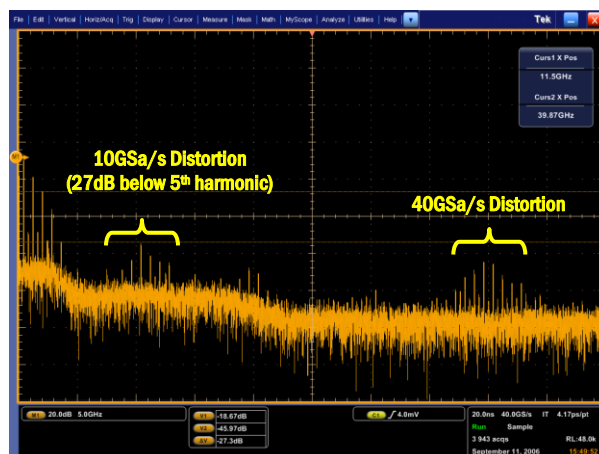 File Edit Vertical Horiz/Acq Trig Display Cursor Measure Mask Math MyScope Analyze Utilities Help Tek X
Curs1 X Pos
11.5GHz
Curs2 X Pos
39.87GHz
10GSa/s Distortion
(27dB below 5th harmonic)
40GSa/s Distortion
M1
M1 20.0dB 5.0GHz
V1 -18.67dB
V2 -45.97dB
ΔV -27.3dB
C1 4.0mV
20.0ns 40.0GS/s IT 4.17ps/pt
Run Sample
3 943 acqs RL:48.0k
September 11, 2006 15:49:52